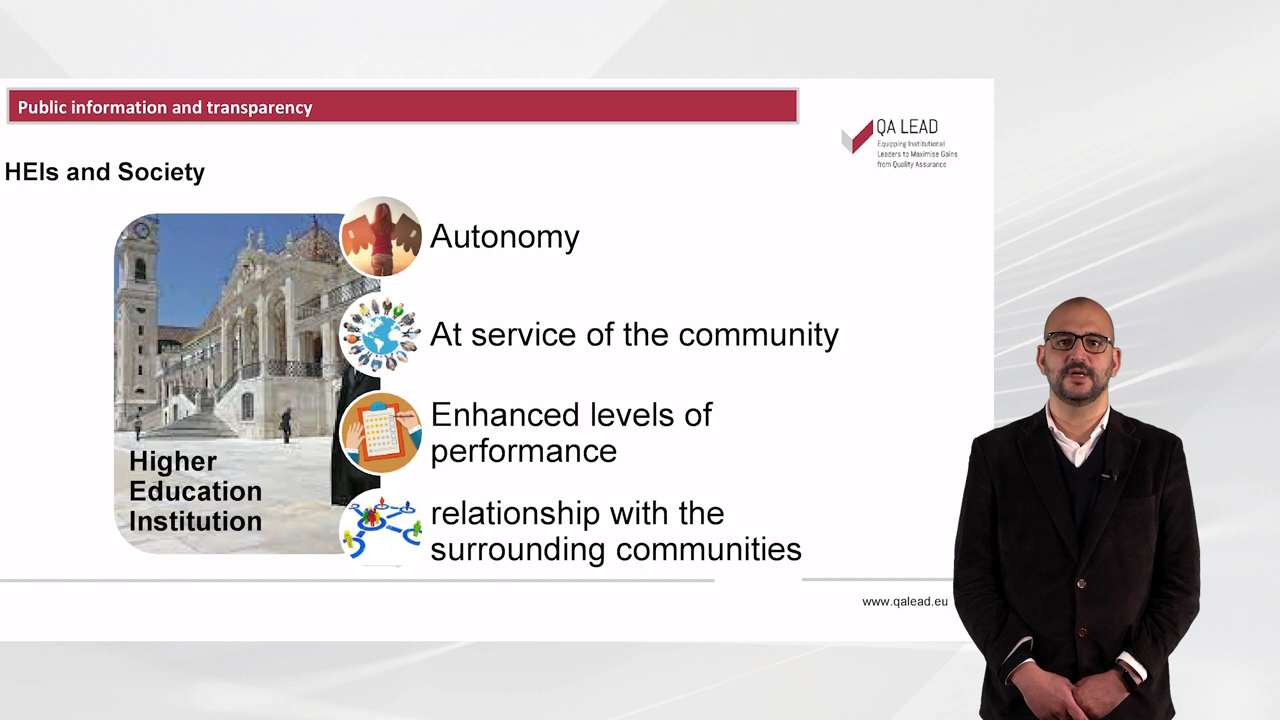 Public information and transparency
QA LEAD
Equipping Institutional
Leaders to Maximise Gains
from Quality Assurance
HEIs and Society
Autonomy
At service of the community
Enhanced levels of
performance
Higher
Education
Institution
relationship with the
surrounding communities
www.qalead.eu